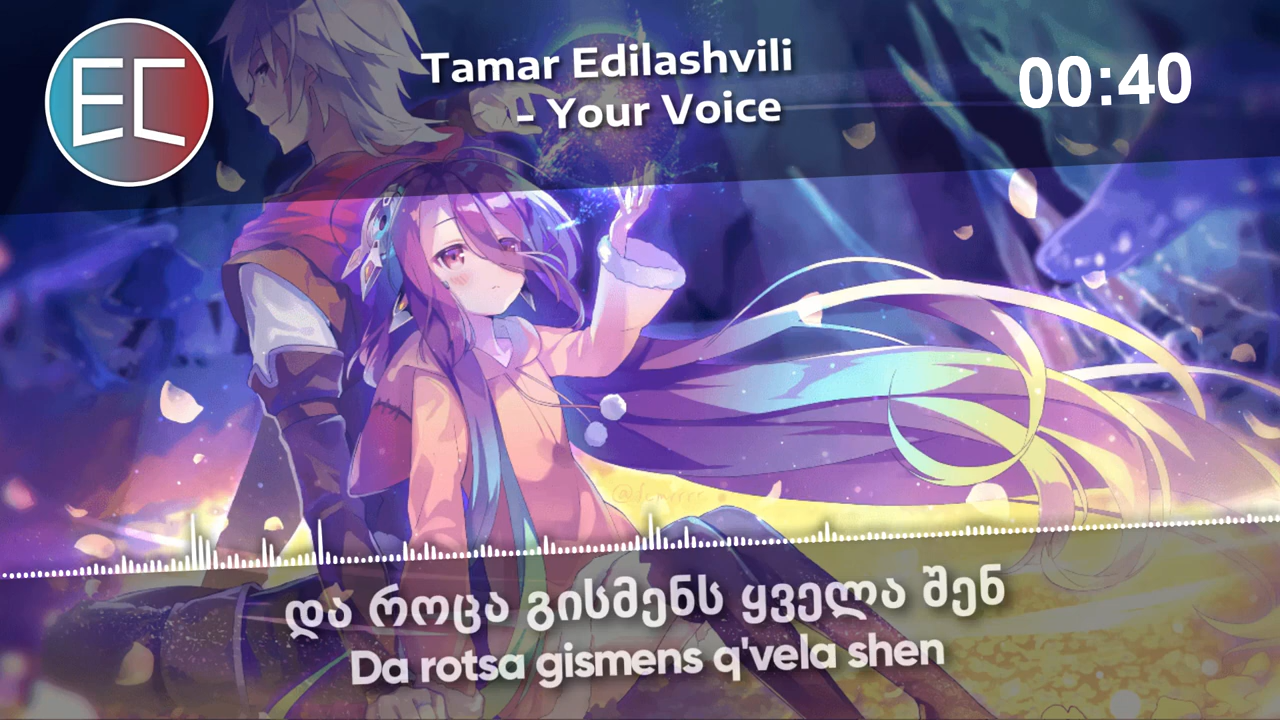 EC
Tamar Edilashvili
- Your Voice
00:40
და როცა გისმენს ყველა შენ
Da rotsa gismens q'vela shen